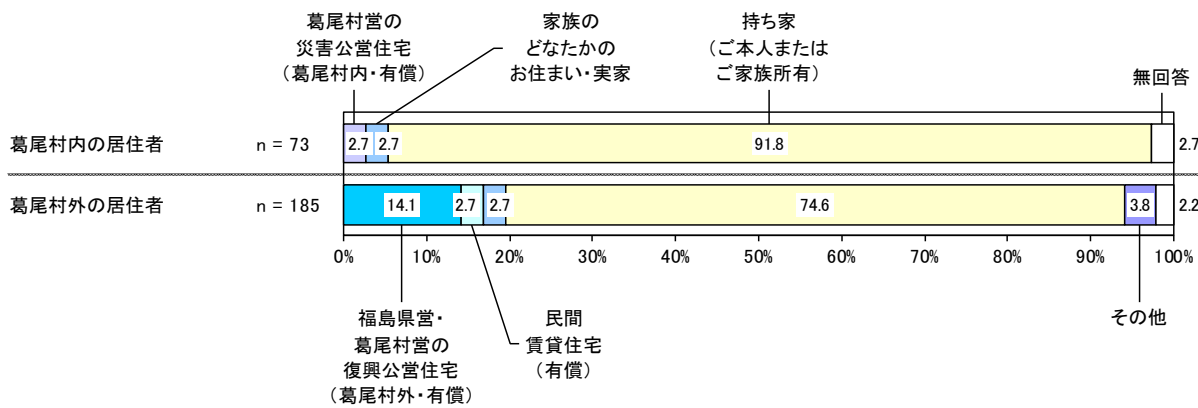 葛尾村営の
災害公営住宅
（葛尾村内・有償）
家族の
どなたかの
お住まい・実家
持ち家
（ご本人または
ご家族所有）
無回答
葛尾村内の居住者 n = 73 2.7 2.7 91.8 2.7
葛尾村外の居住者 n = 185 14.1 2.7 2.7 74.6 3.8 2.2
0% 10% 20% 30% 40% 50% 60% 70% 80% 90% 100%
福島県営・
葛尾村営の
復興公営住宅
（葛尾村外・有償）
民間
賃貸住宅
（有償）
その他